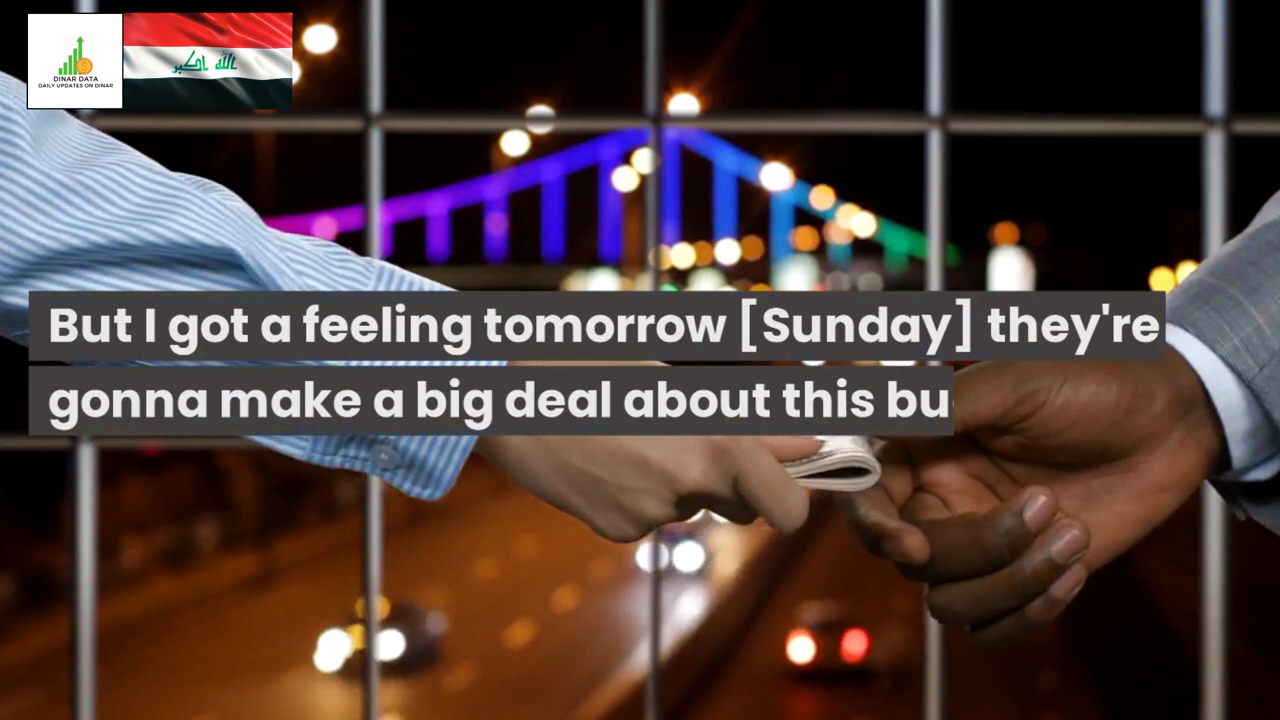 DINAR DATA
DAILY UPDATES ON DINAR
الله اكبر
But I got a feeling tomorrow [Sunday] they're
gonna make a big deal about this bu